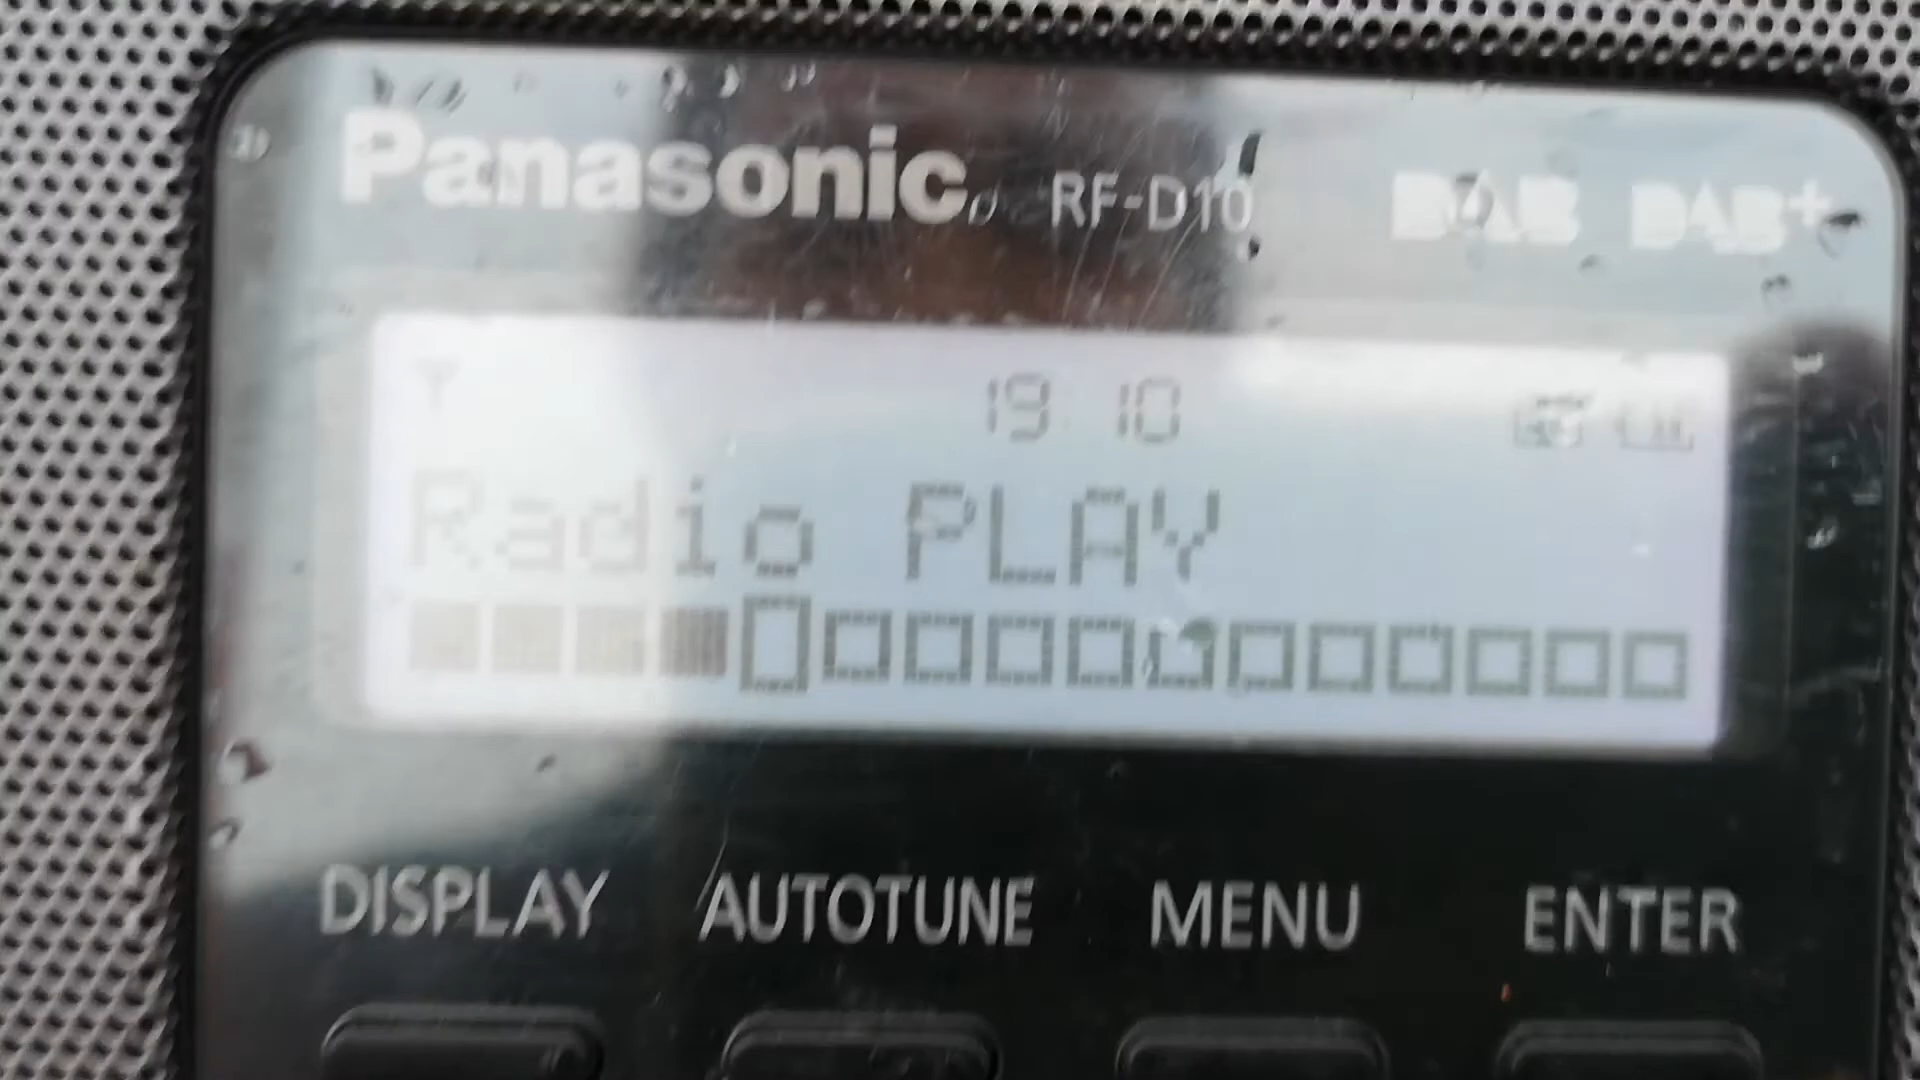 Panasonic RF-D10 DAB DAB+
19:10
Radio PLAY
DISPLAY AUTOTUNE MENU ENTER